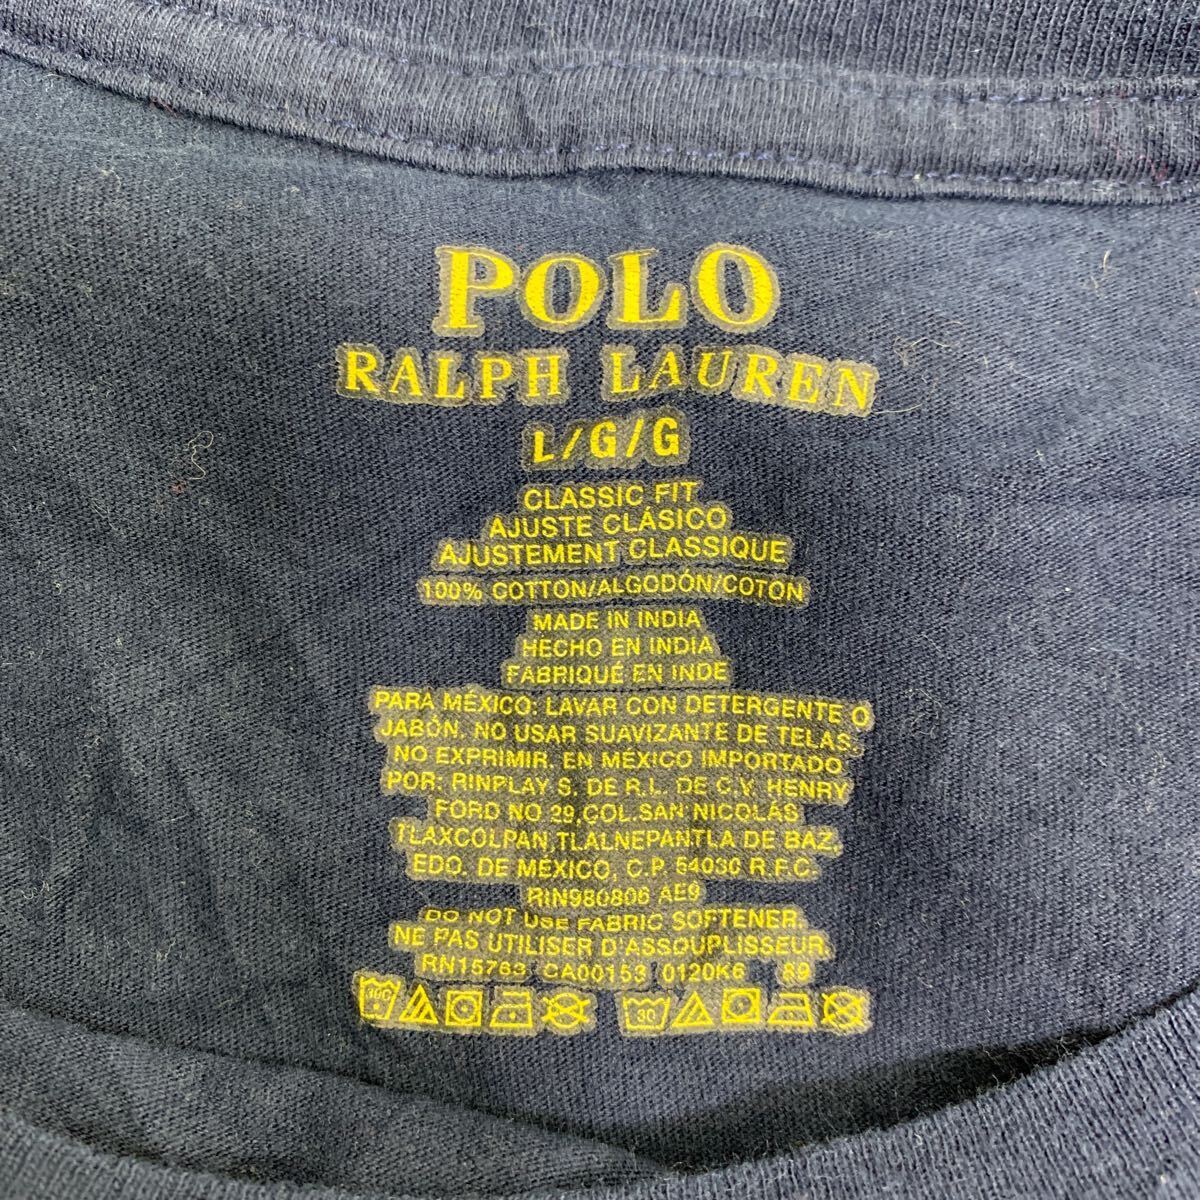 POLO
RALPH LAUREN
L/G/G
CLASSIC FIT
AJUSTE CLÁSICO
AJUSTEMENT CLASSIQUE
100% COTTON/ALGODÓN/COTON
MADE IN INDIA
HECHO EN INDIA
FABRIQUÉ EN INDE
PARA MÉXICO: LAVAR CON DETERGENTE O
JABÓN. NO USAR SUAVIZANTE DE TELAS.
NO EXPRIMIR. EN MÉXICO IMPORTADO
POR: RINPLAY S. DE R.L. DE C.V. HENRY
FORD NO 29,COL.SAN NICOLÁS
TLAXCOLPAN,TLALNEPANTLA DE BAZ,
EDO. DE MÉXICO, C.P. 54030 R.F.C.
RIN980806 AE9
DO NOT USE FABRIC SOFTENER.
NE PAS UTILISER D'ASSOUPLISSEUR.
RN15763 CA00153 0120K6 89
30C 30